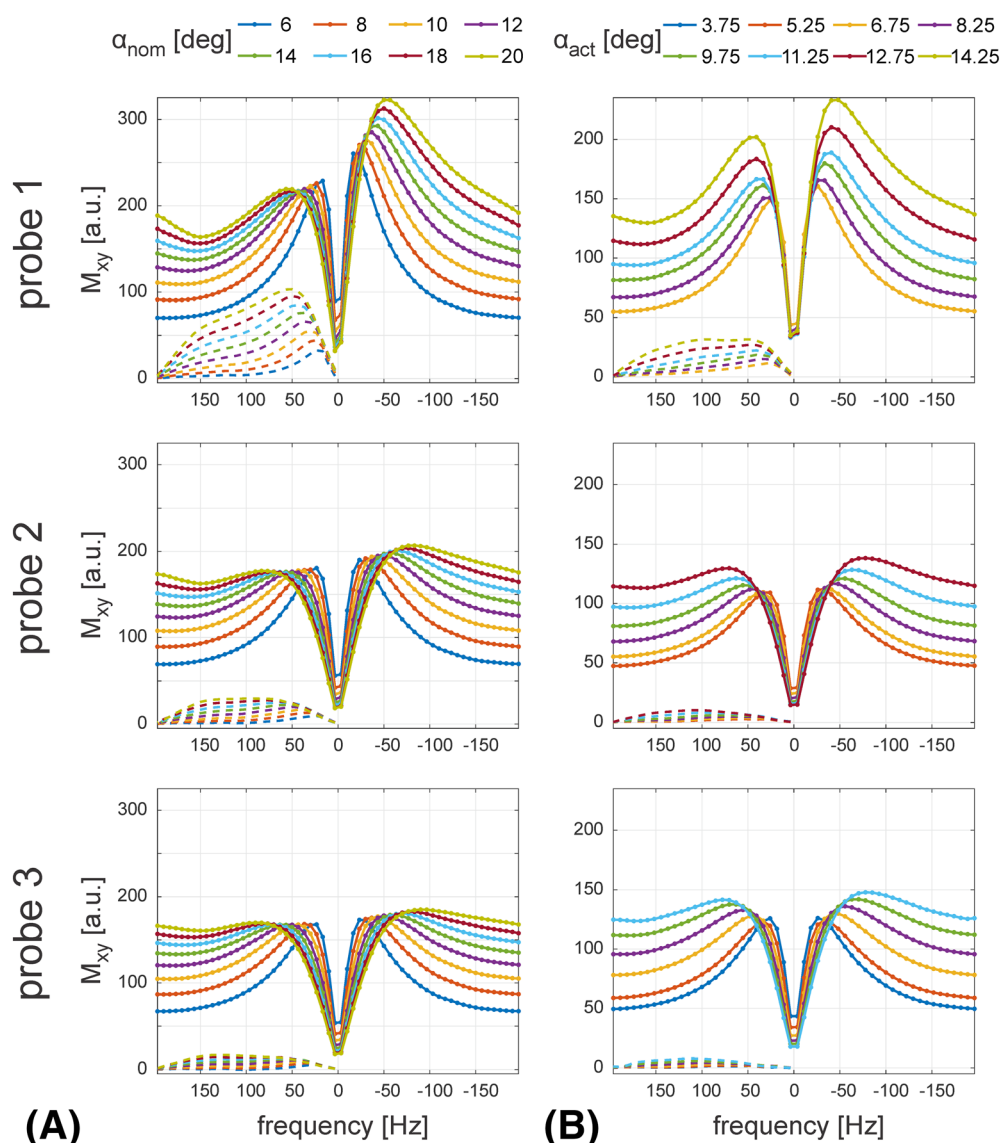 α_nom [deg] 6 8 10 12
14 16 18 20
α_act [deg] 3.75 5.25 6.75 8.25
9.75 11.25 12.75 14.25
probe 1
M_xy [a.u.]
300
200
100
0
150 100 50 0 -50 -100 -150
200
150
100
50
0
150 100 50 0 -50 -100 -150
probe 2
M_xy [a.u.]
300
200
100
0
150 100 50 0 -50 -100 -150
200
150
100
50
0
150 100 50 0 -50 -100 -150
probe 3
M_xy [a.u.]
300
200
100
0
150 100 50 0 -50 -100 -150
200
150
100
50
0
150 100 50 0 -50 -100 -150
(A) frequency [Hz]
(B) frequency [Hz]